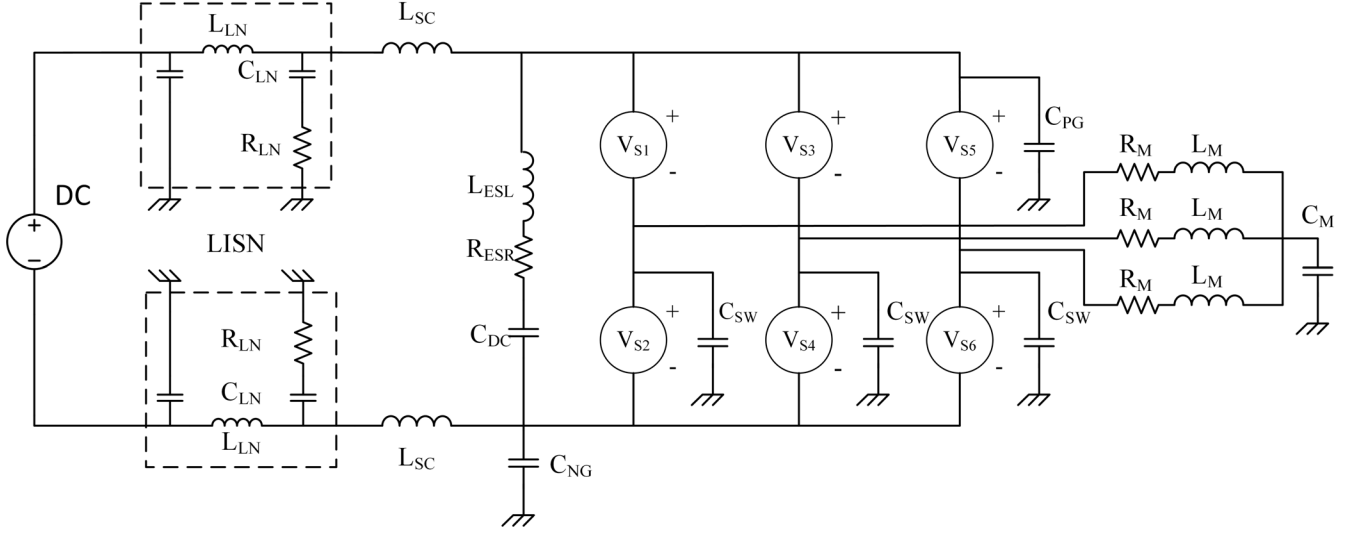 L_LN
L_SC
C_LN
R_LN
C_PG
+
+
+
V_S1
V_S3
V_S5
-
-
-
R_M
L_M
DC
L_ESL
R_M
L_M
C_M
+
-
LISN
R_ESR
R_M
L_M
R_LN
C_DC
C_SW
C_SW
C_SW
+
+
+
V_S2
V_S4
V_S6
-
-
-
C_LN
L_LN
L_SC
C_NG